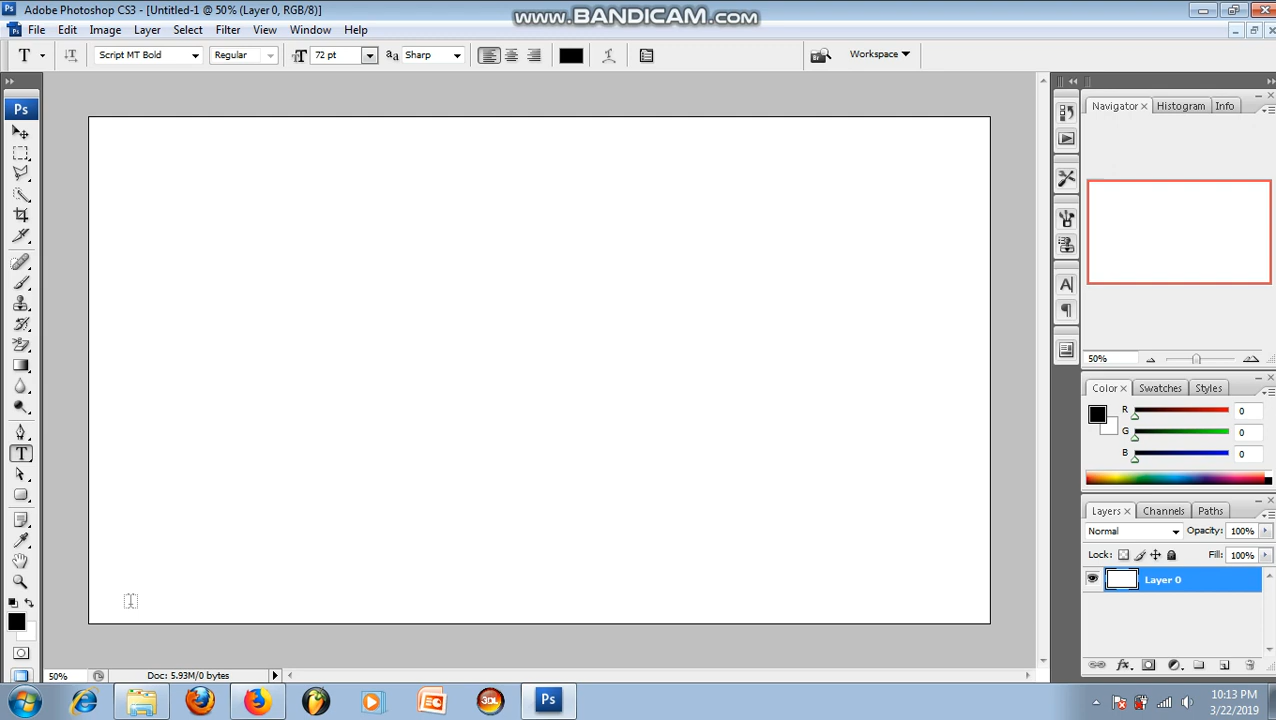 Adobe Photoshop CS3 - [Untitled-1 @ 50% (Layer 0, RGB/8)]
www.BANDICAM.com
File Edit Image Layer Select Filter View Window Help
T Script MT Bold Regular 72 pt Sharp Workspace
Ps
Navigator Histogram Info
50%
Color Swatches Styles
R 0
G 0
B 0
Layers Channels Paths
Normal Opacity: 100%
Lock: Fill: 100%
Layer 0
50% Doc: 5.93M/0 bytes
3DL Ps
10:13 PM
3/22/2019